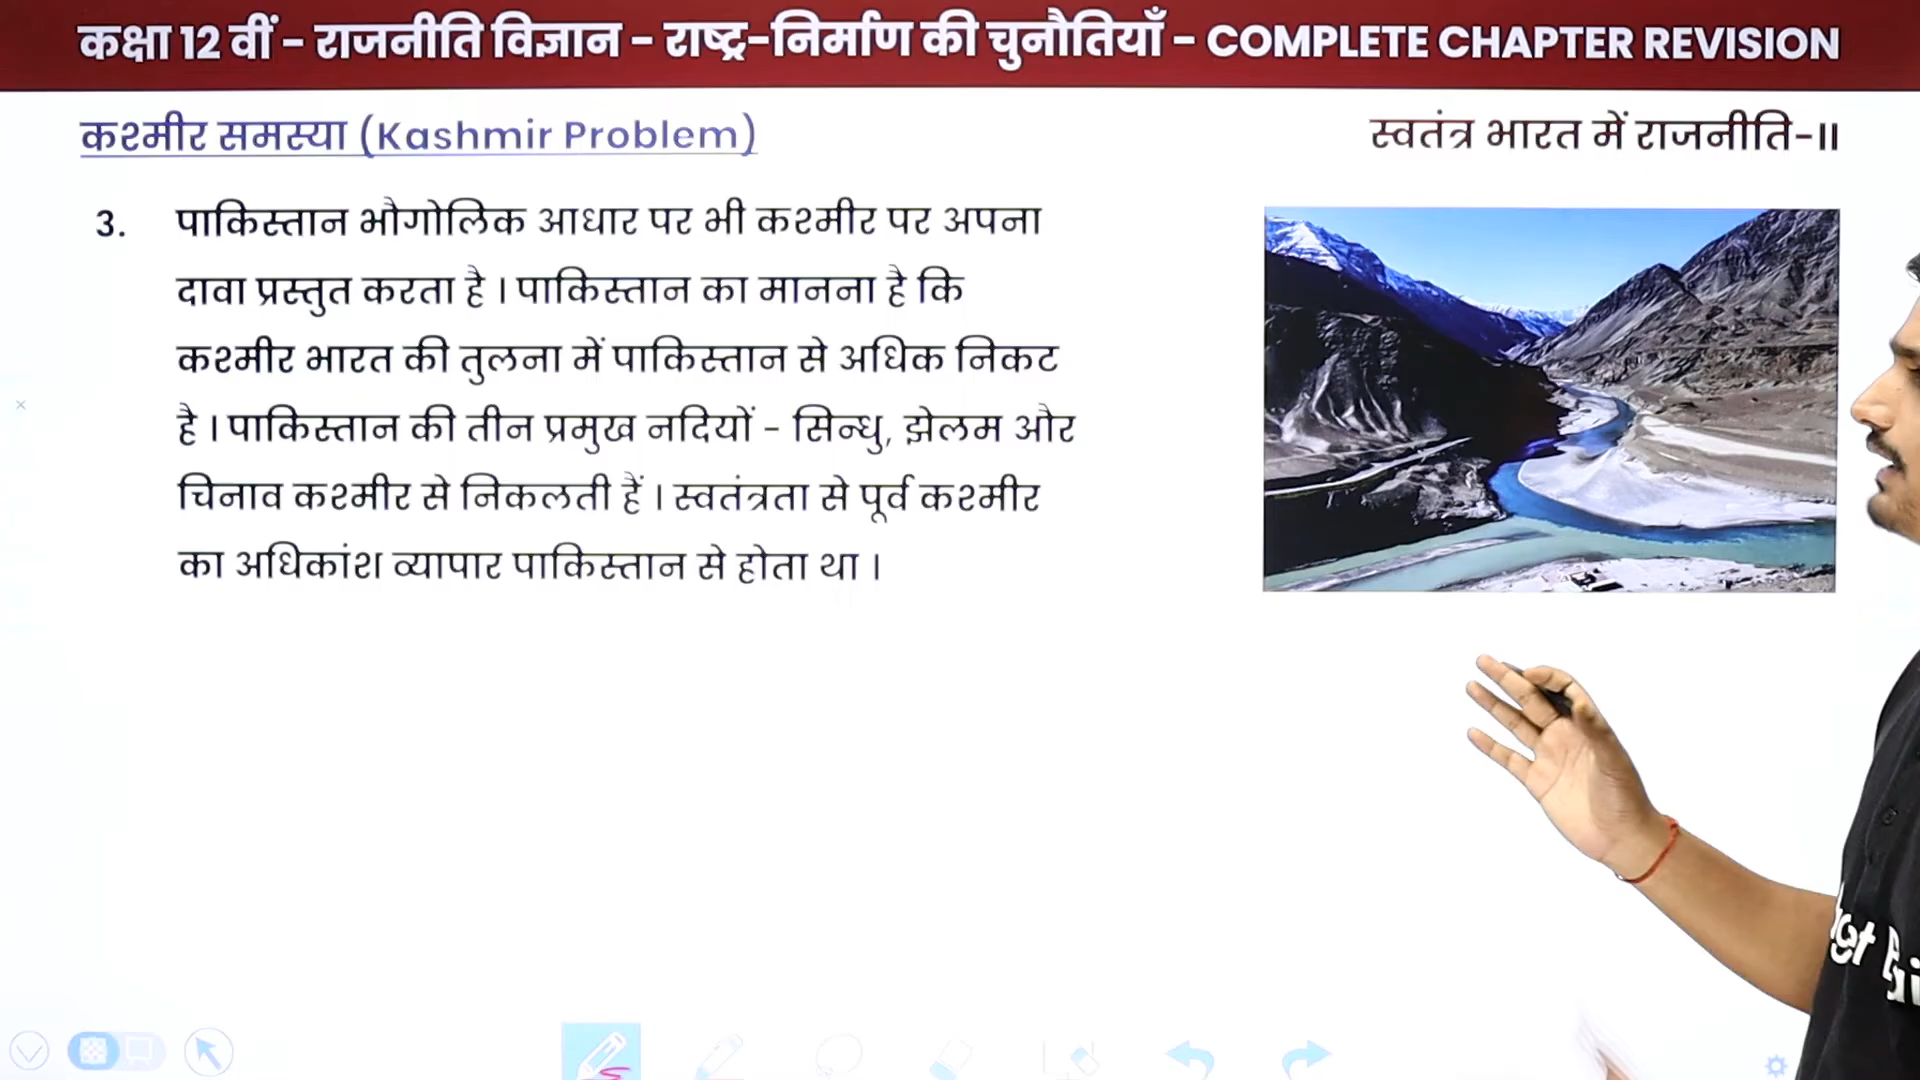 कक्षा 12 वीं - राजनीति विज्ञान - राष्ट्र-निर्माण की चुनौतियाँ - COMPLETE CHAPTER REVISION
कश्मीर समस्या (Kashmir Problem)
स्वतंत्र भारत में राजनीति-II
3. पाकिस्तान भौगोलिक आधार पर भी कश्मीर पर अपना
दावा प्रस्तुत करता है । पाकिस्तान का मानना है कि
कश्मीर भारत की तुलना में पाकिस्तान से अधिक निकट
है । पाकिस्तान की तीन प्रमुख नदियों - सिन्धु, झेलम और
चिनाव कश्मीर से निकलती हैं । स्वतंत्रता से पूर्व कश्मीर
का अधिकांश व्यापार पाकिस्तान से होता था ।